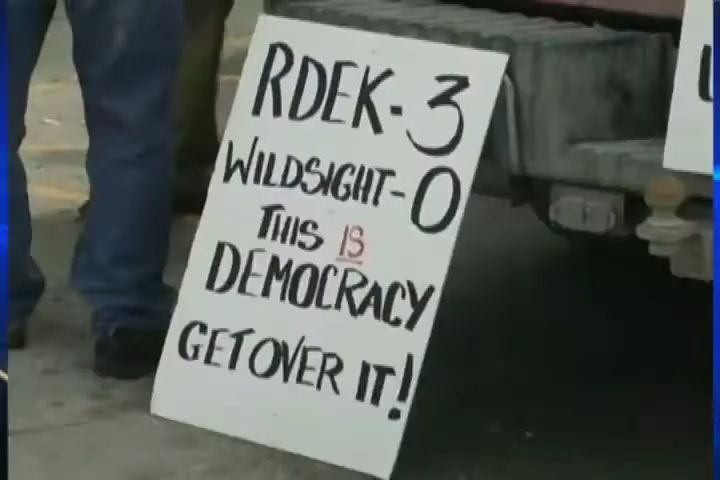 RDEK-3
WILDSIGHT-0
THIS IS
DEMOCRACY
GET OVER IT!